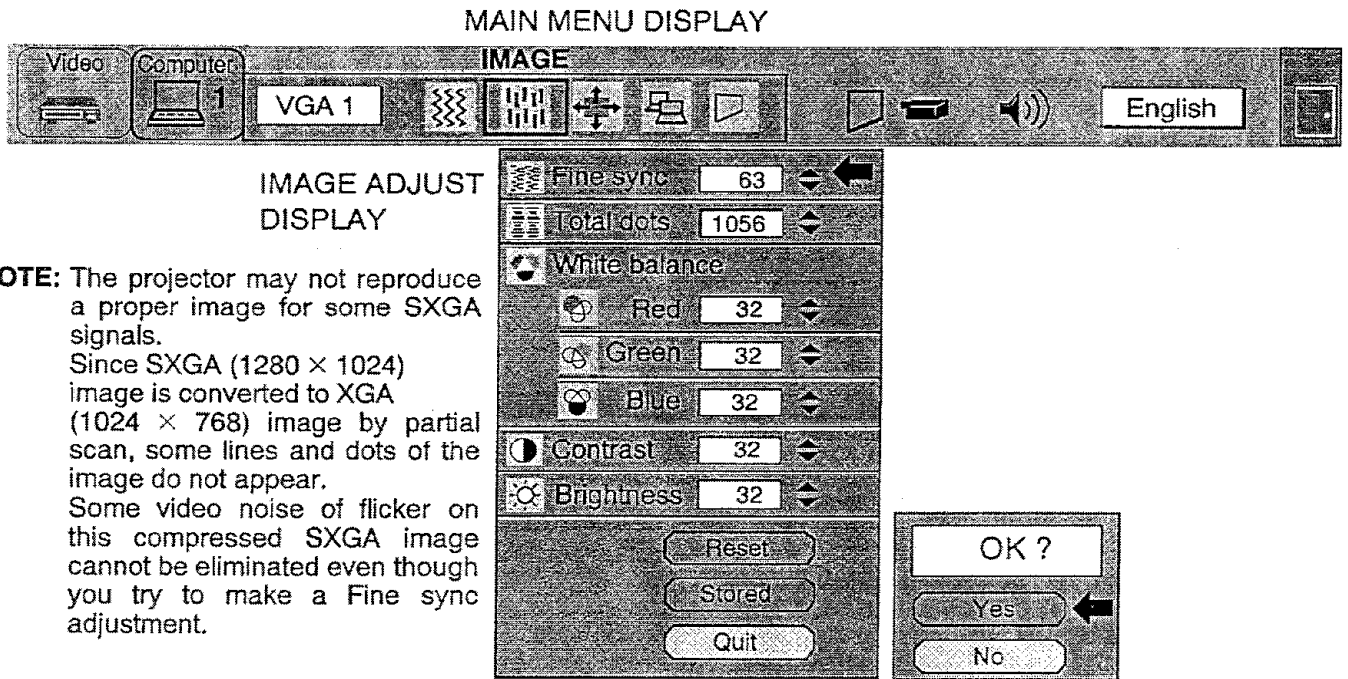 MAIN MENU DISPLAY
Video
Computer
1
IMAGE
VGA 1
English
IMAGE ADJUST
DISPLAY
OTE: The projector may not reproduce
a proper image for some SXGA
signals.
Since SXGA (1280 × 1024)
image is converted to XGA
(1024 × 768) image by partial
scan, some lines and dots of the
image do not appear.
Some video noise of flicker on
this compressed SXGA image
cannot be eliminated even though
you try to make a Fine sync
adjustment.
Fine sync 63
Total dots 1056
White balance
Red 32
Green 32
Blue 32
Contrast 32
Brightness 32
Reset
Stored
Quit
OK ?
Yes
No